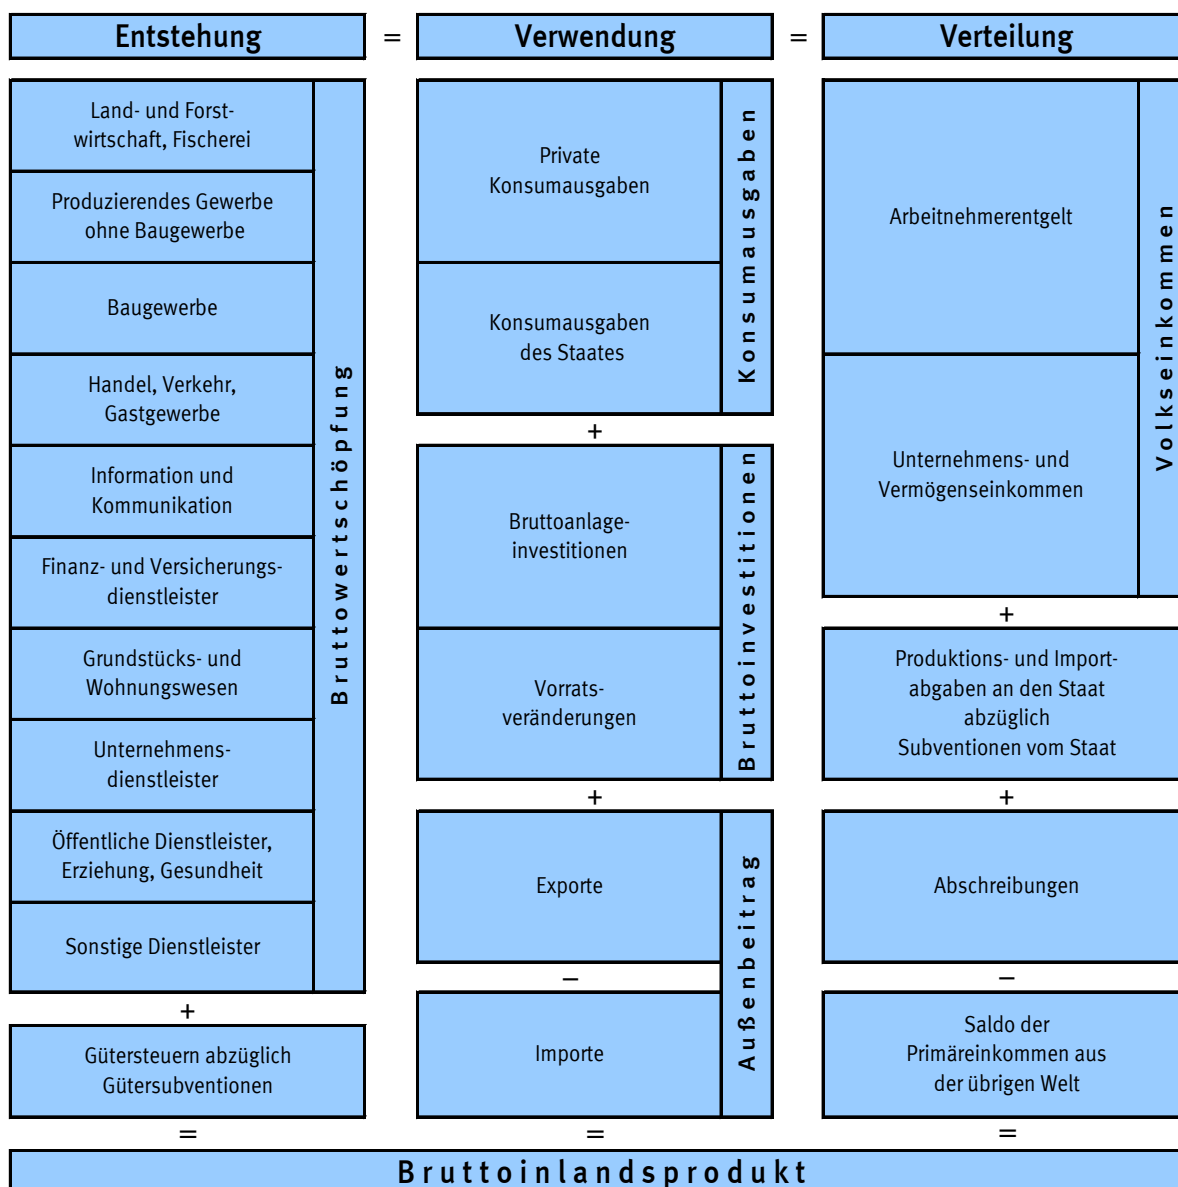 Entstehung = Verwendung = Verteilung
Land- und Forst-
wirtschaft, Fischerei
Produzierendes Gewerbe
ohne Baugewerbe
Baugewerbe
Handel, Verkehr,
Gastgewerbe
Information und
Kommunikation
Finanz- und Versicherungs-
dienstleister
Grundstücks- und
Wohnungswesen
Unternehmens-
dienstleister
Öffentliche Dienstleister,
Erziehung, Gesundheit
Sonstige Dienstleister
Bruttowertschöpfung
+
Gütersteuern abzüglich
Gütersubventionen
=
Private
Konsumausgaben
Konsumausgaben
des Staates
Konsumausgaben
+
Bruttoanlage-
investitionen
Vorrats-
veränderungen
Bruttoinvestitionen
+
Exporte
–
Importe
Außenbeitrag
=
Arbeitnehmerentgelt
Unternehmens- und
Vermögenseinkommen
Volkseinkommen
+
Produktions- und Import-
abgaben an den Staat
abzüglich
Subventionen vom Staat
+
Abschreibungen
–
Saldo der
Primäreinkommen aus
der übrigen Welt
=
Bruttoinlandsprodukt